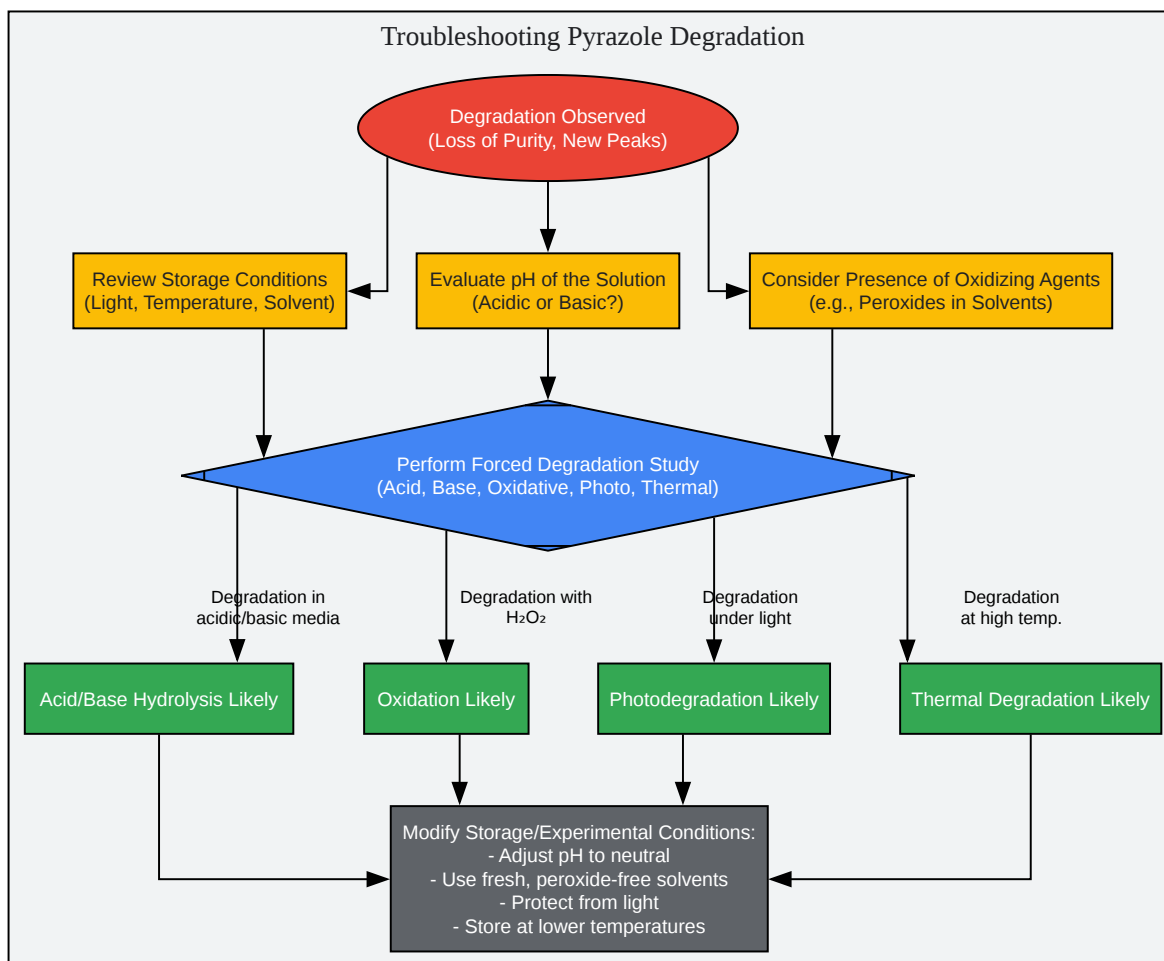 Troubleshooting Pyrazole Degradation
Degradation Observed
(Loss of Purity, New Peaks)
Review Storage Conditions
(Light, Temperature, Solvent)
Evaluate pH of the Solution
(Acidic or Basic?)
Consider Presence of Oxidizing Agents
(e.g., Peroxides in Solvents)
Perform Forced Degradation Study
(Acid, Base, Oxidative, Photo, Thermal)
Degradation in
acidic/basic media
Degradation with
H₂O₂
Degradation
under light
Degradation
at high temp.
Acid/Base Hydrolysis Likely
Oxidation Likely
Photodegradation Likely
Thermal Degradation Likely
Modify Storage/Experimental Conditions:
- Adjust pH to neutral
- Use fresh, peroxide-free solvents
- Protect from light
- Store at lower temperatures